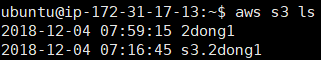 ubuntu@ip-172-31-17-13:~$ aws s3 ls
2018-12-04 07:59:15 2dong1
2018-12-04 07:16:45 s3.2dong1